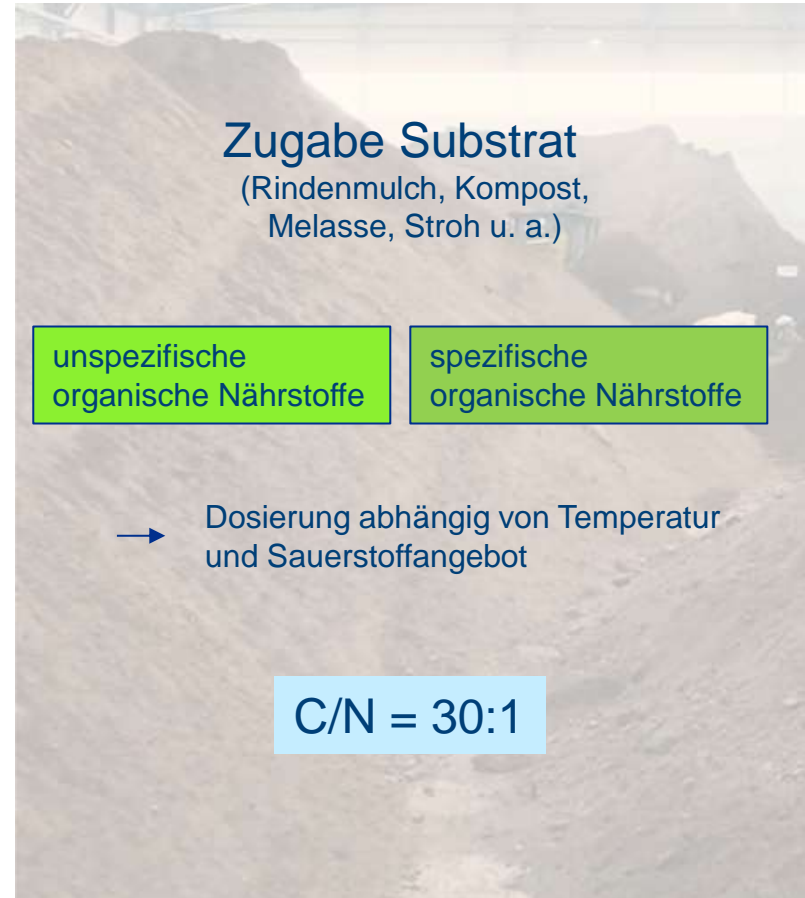 Zugabe Substrat
(Rindenmulch, Kompost,
Melasse, Stroh u. a.)
unspezifische
organische Nährstoffe
spezifische
organische Nährstoffe
Dosierung abhängig von Temperatur
und Sauerstoffangebot
C/N = 30:1